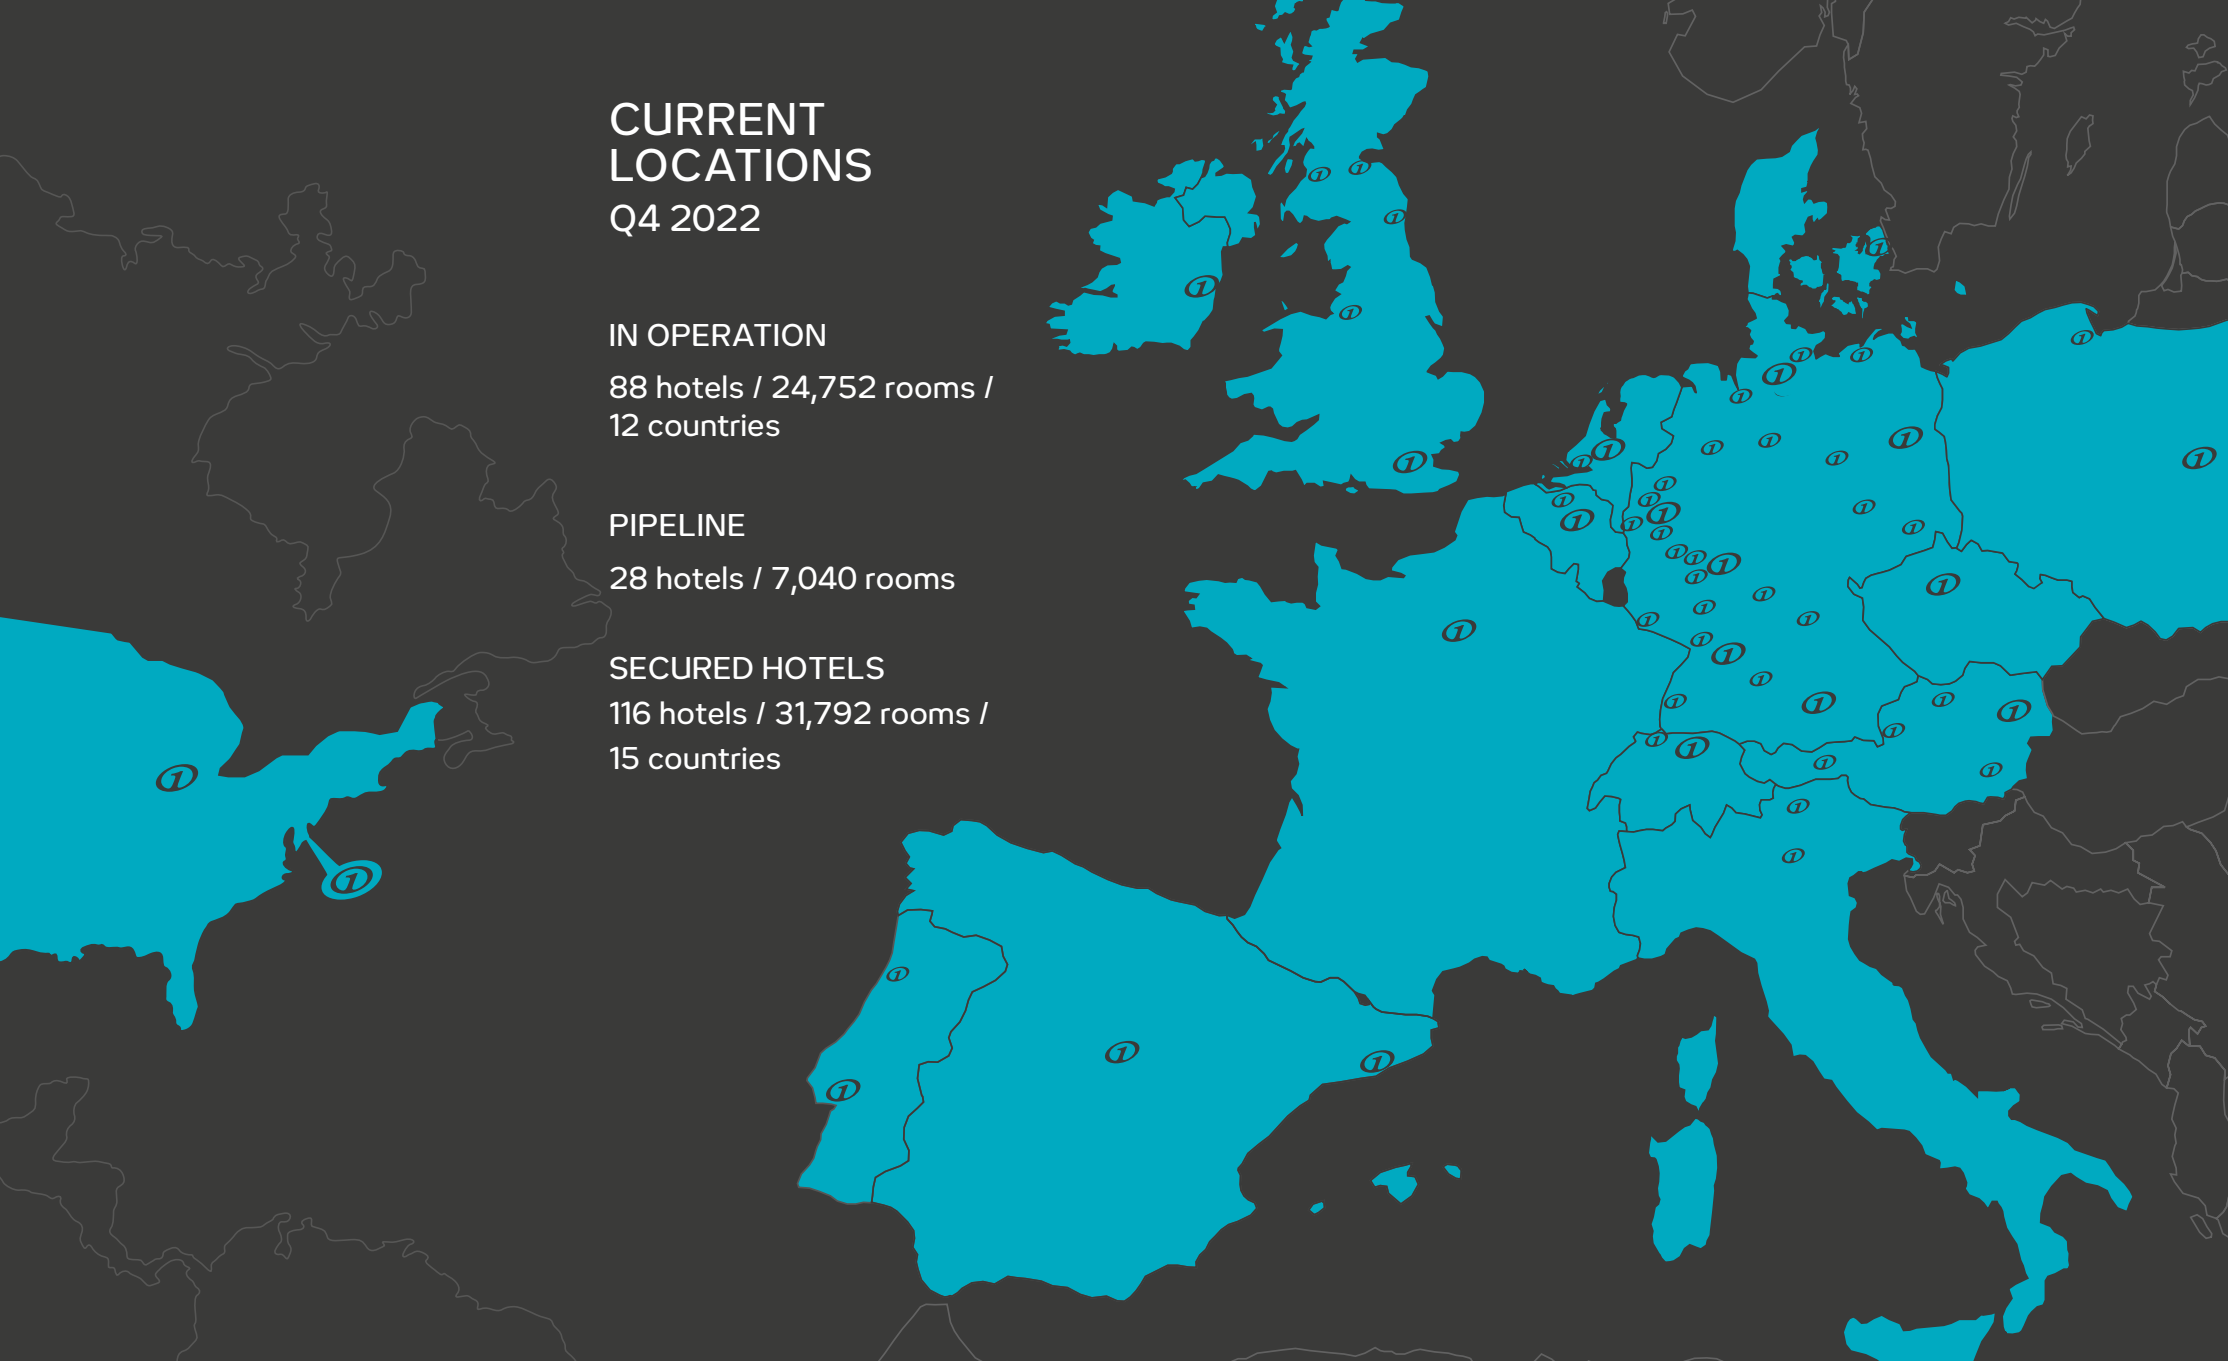 CURRENT
LOCATIONS
Q4 2022
IN OPERATION
88 hotels / 24,752 rooms /
12 countries
PIPELINE
28 hotels / 7,040 rooms
SECURED HOTELS
116 hotels / 31,792 rooms /
15 countries